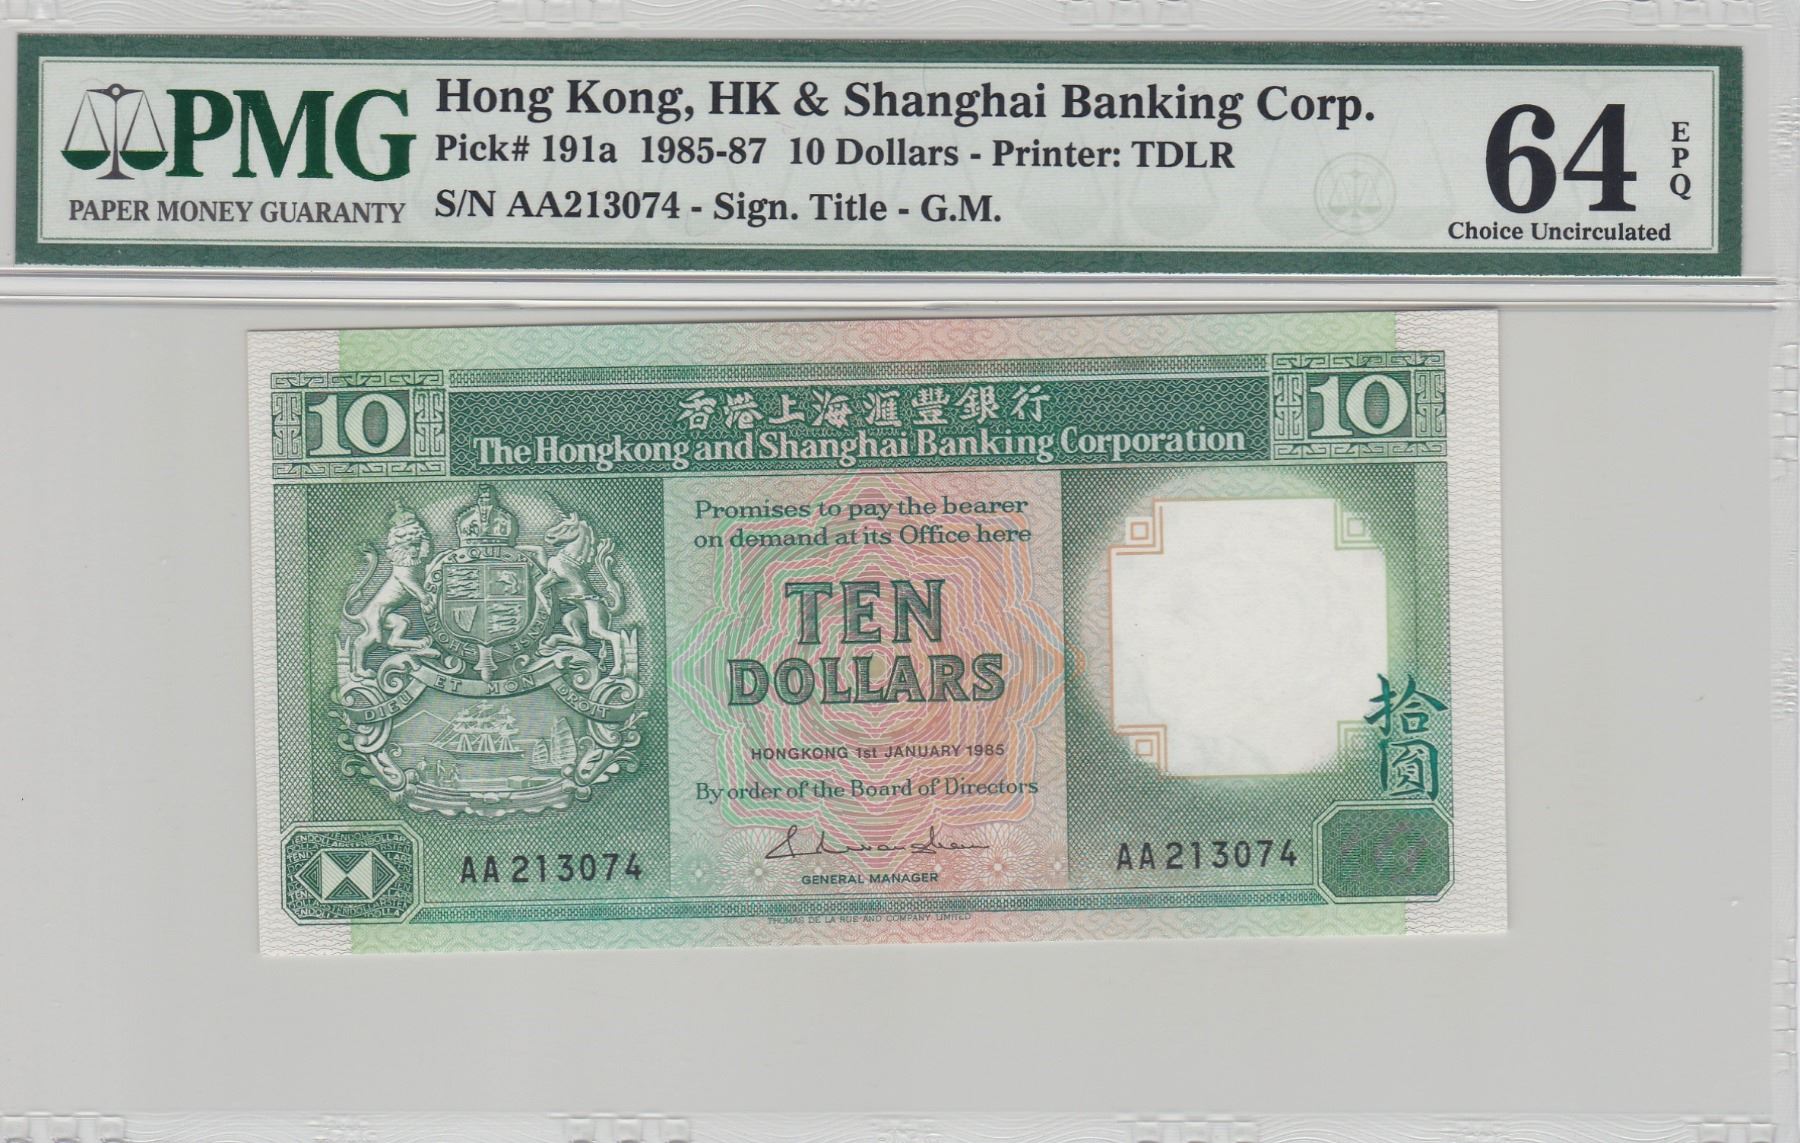 PMG
PAPER MONEY GUARANTY
Hong Kong, HK & Shanghai Banking Corp.
Pick# 191a 1985-87 10 Dollars - Printer: TDLR
S/N AA213074 - Sign. Title - G.M.
64
EPQ
Choice Uncirculated
10
香港上海滙豐銀行
10
The Hongkong and Shanghai Banking Corporation
Promises to pay the bearer
on demand at its Office here
TEN
DOLLARS
DIEU ET MON DROIT
拾圓
HONGKONG 1st JANUARY 1985
By order of the Board of Directors
AA 213074
AA 213074
GENERAL MANAGER
THOMAS DE LA RUE AND COMPANY LIMITED